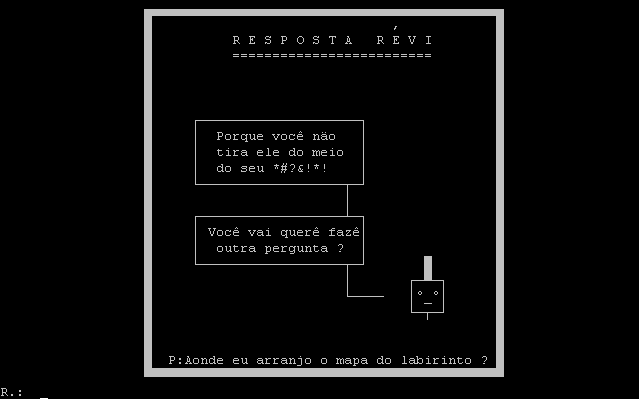 R E S P O S T A   R É V I
=========================
Porque você não
tira ele do meio
do seu *#?&!*!
Você vai querê fazê
outra pergunta ?
P:Aonde eu arranjo o mapa do labirinto ?
R.: _